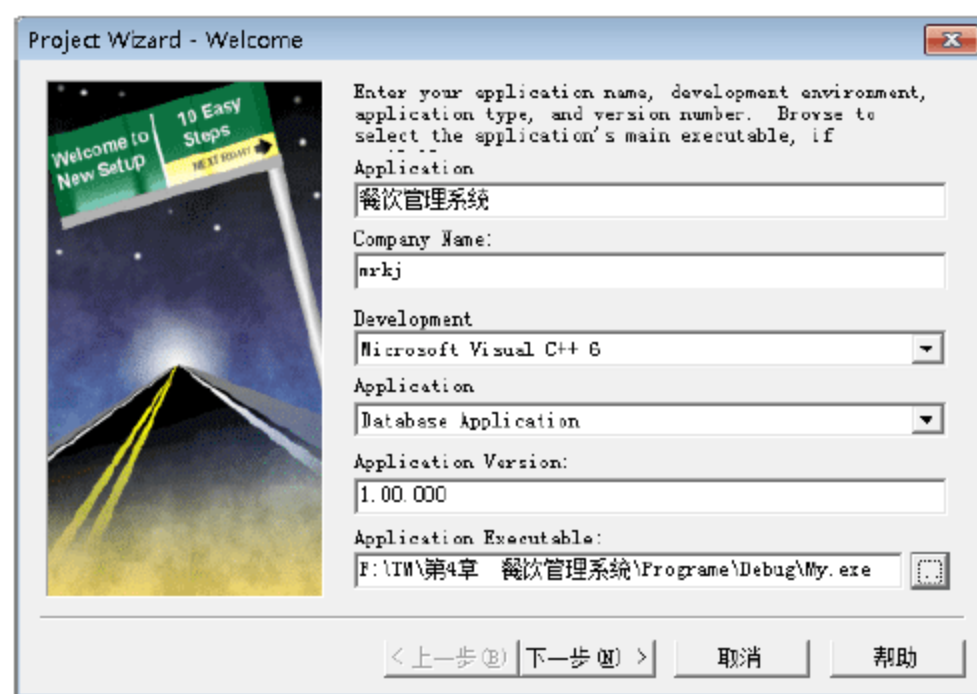 Project Wizard - Welcome
Welcome to
New Setup
10 Easy
Steps
NEXT RIGHT
Enter your application name, development environment,
application type, and version number. Browse to
select the application's main executable, if
Application
餐饮管理系统
Company Name:
mrkj
Development
Microsoft Visual C++ 6
Application
Database Application
Application Version:
1.00.000
Application Executable:
F:\TM\第4章 餐饮管理系统\Programe\Debug\My.exe
<上一步(B) 下一步(N) > 取消 帮助